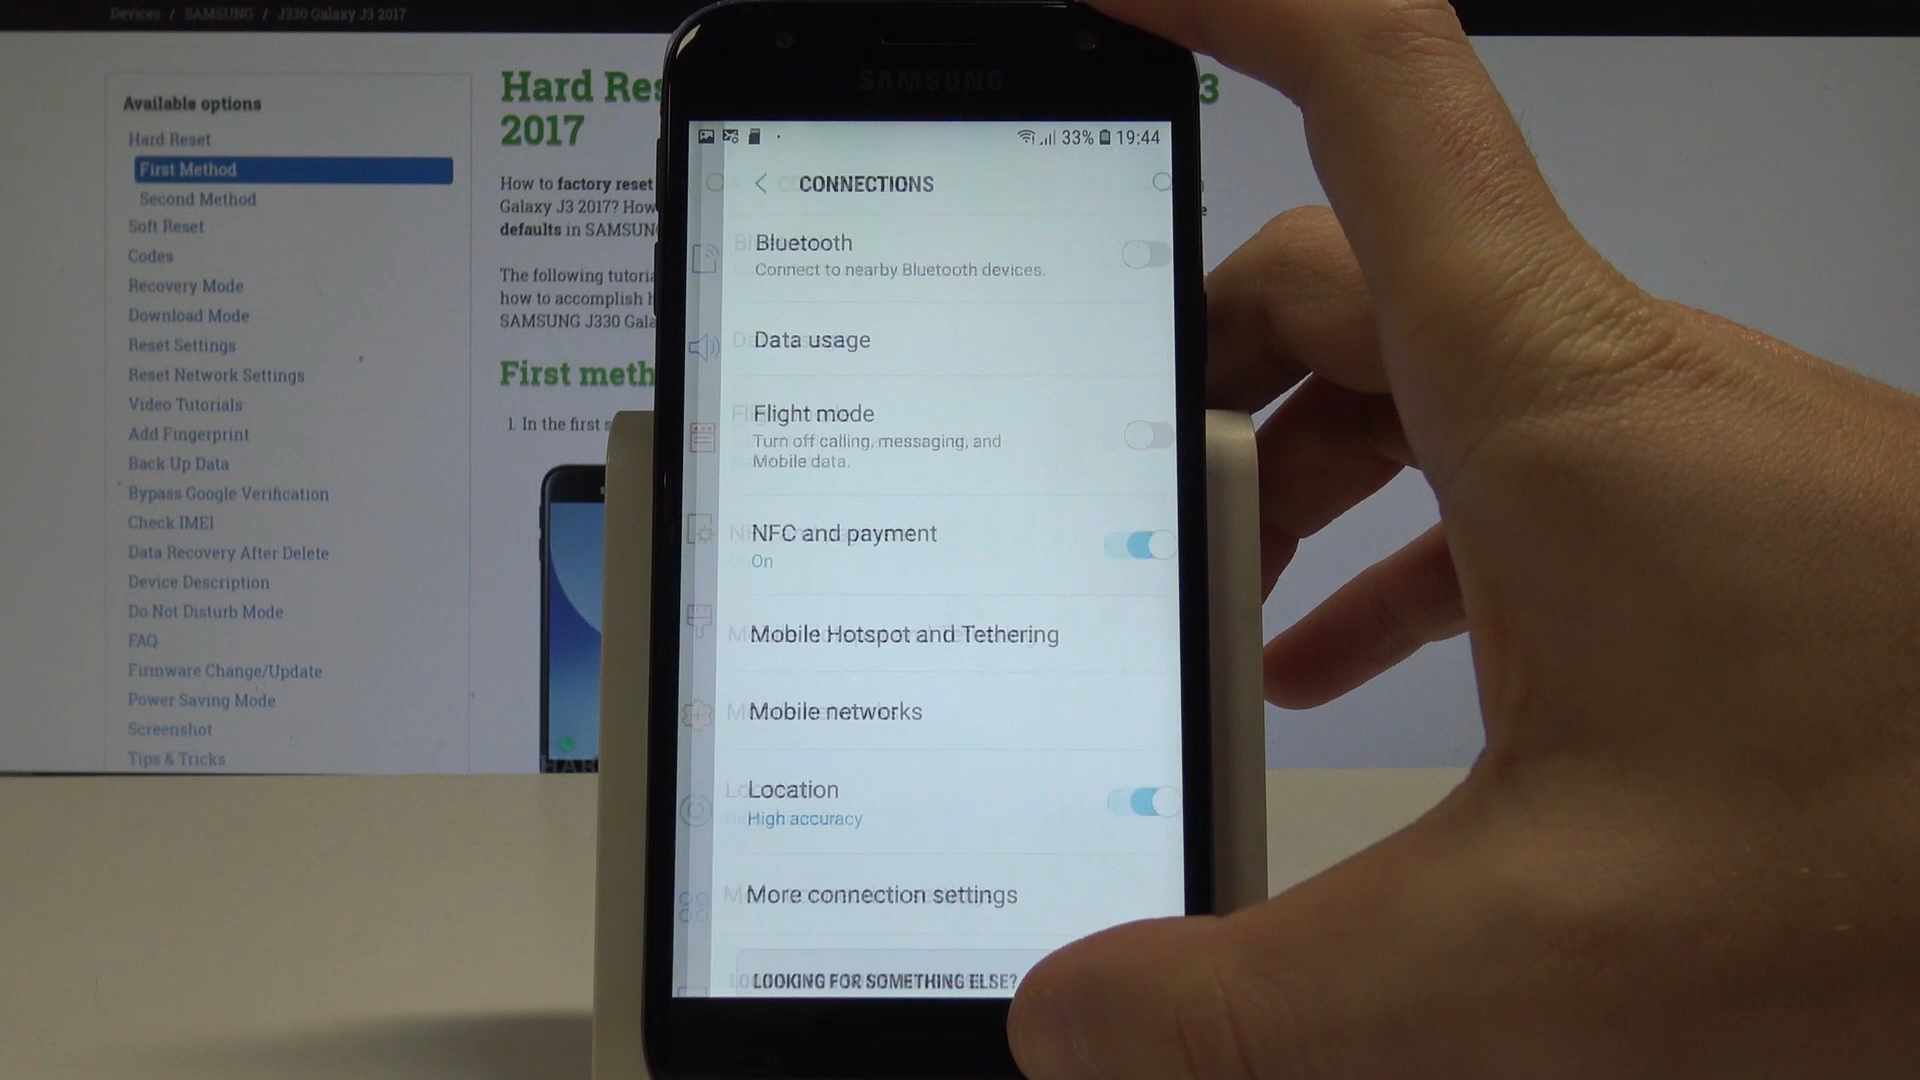 Devices / SAMSUNG / J330 Galaxy J3 2017
Available options
Hard Reset
First Method
Second Method
Soft Reset
Codes
Recovery Mode
Download Mode
Reset Settings
Reset Network Settings
Video Tutorials
Add Fingerprint
Back Up Data
Bypass Google Verification
Check IMEI
Data Recovery After Delete
Device Description
Do Not Disturb Mode
FAQ
Firmware Change/Update
Power Saving Mode
Screenshot
Tips & Tricks
Hard Res
3
2017
How to factory reset
Galaxy J3 2017? How
defaults in SAMSUN
The following tutoria
how to accomplish h
SAMSUNG J330 Gala
First meth
1. In the first s
SAMSUNG
33% 19:44
CONNECTIONS
Bluetooth
Connect to nearby Bluetooth devices.
Data usage
Flight mode
Turn off calling, messaging, and
Mobile data.
NFC and payment
On
Mobile Hotspot and Tethering
Mobile networks
Location
High accuracy
More connection settings
LOOKING FOR SOMETHING ELSE?